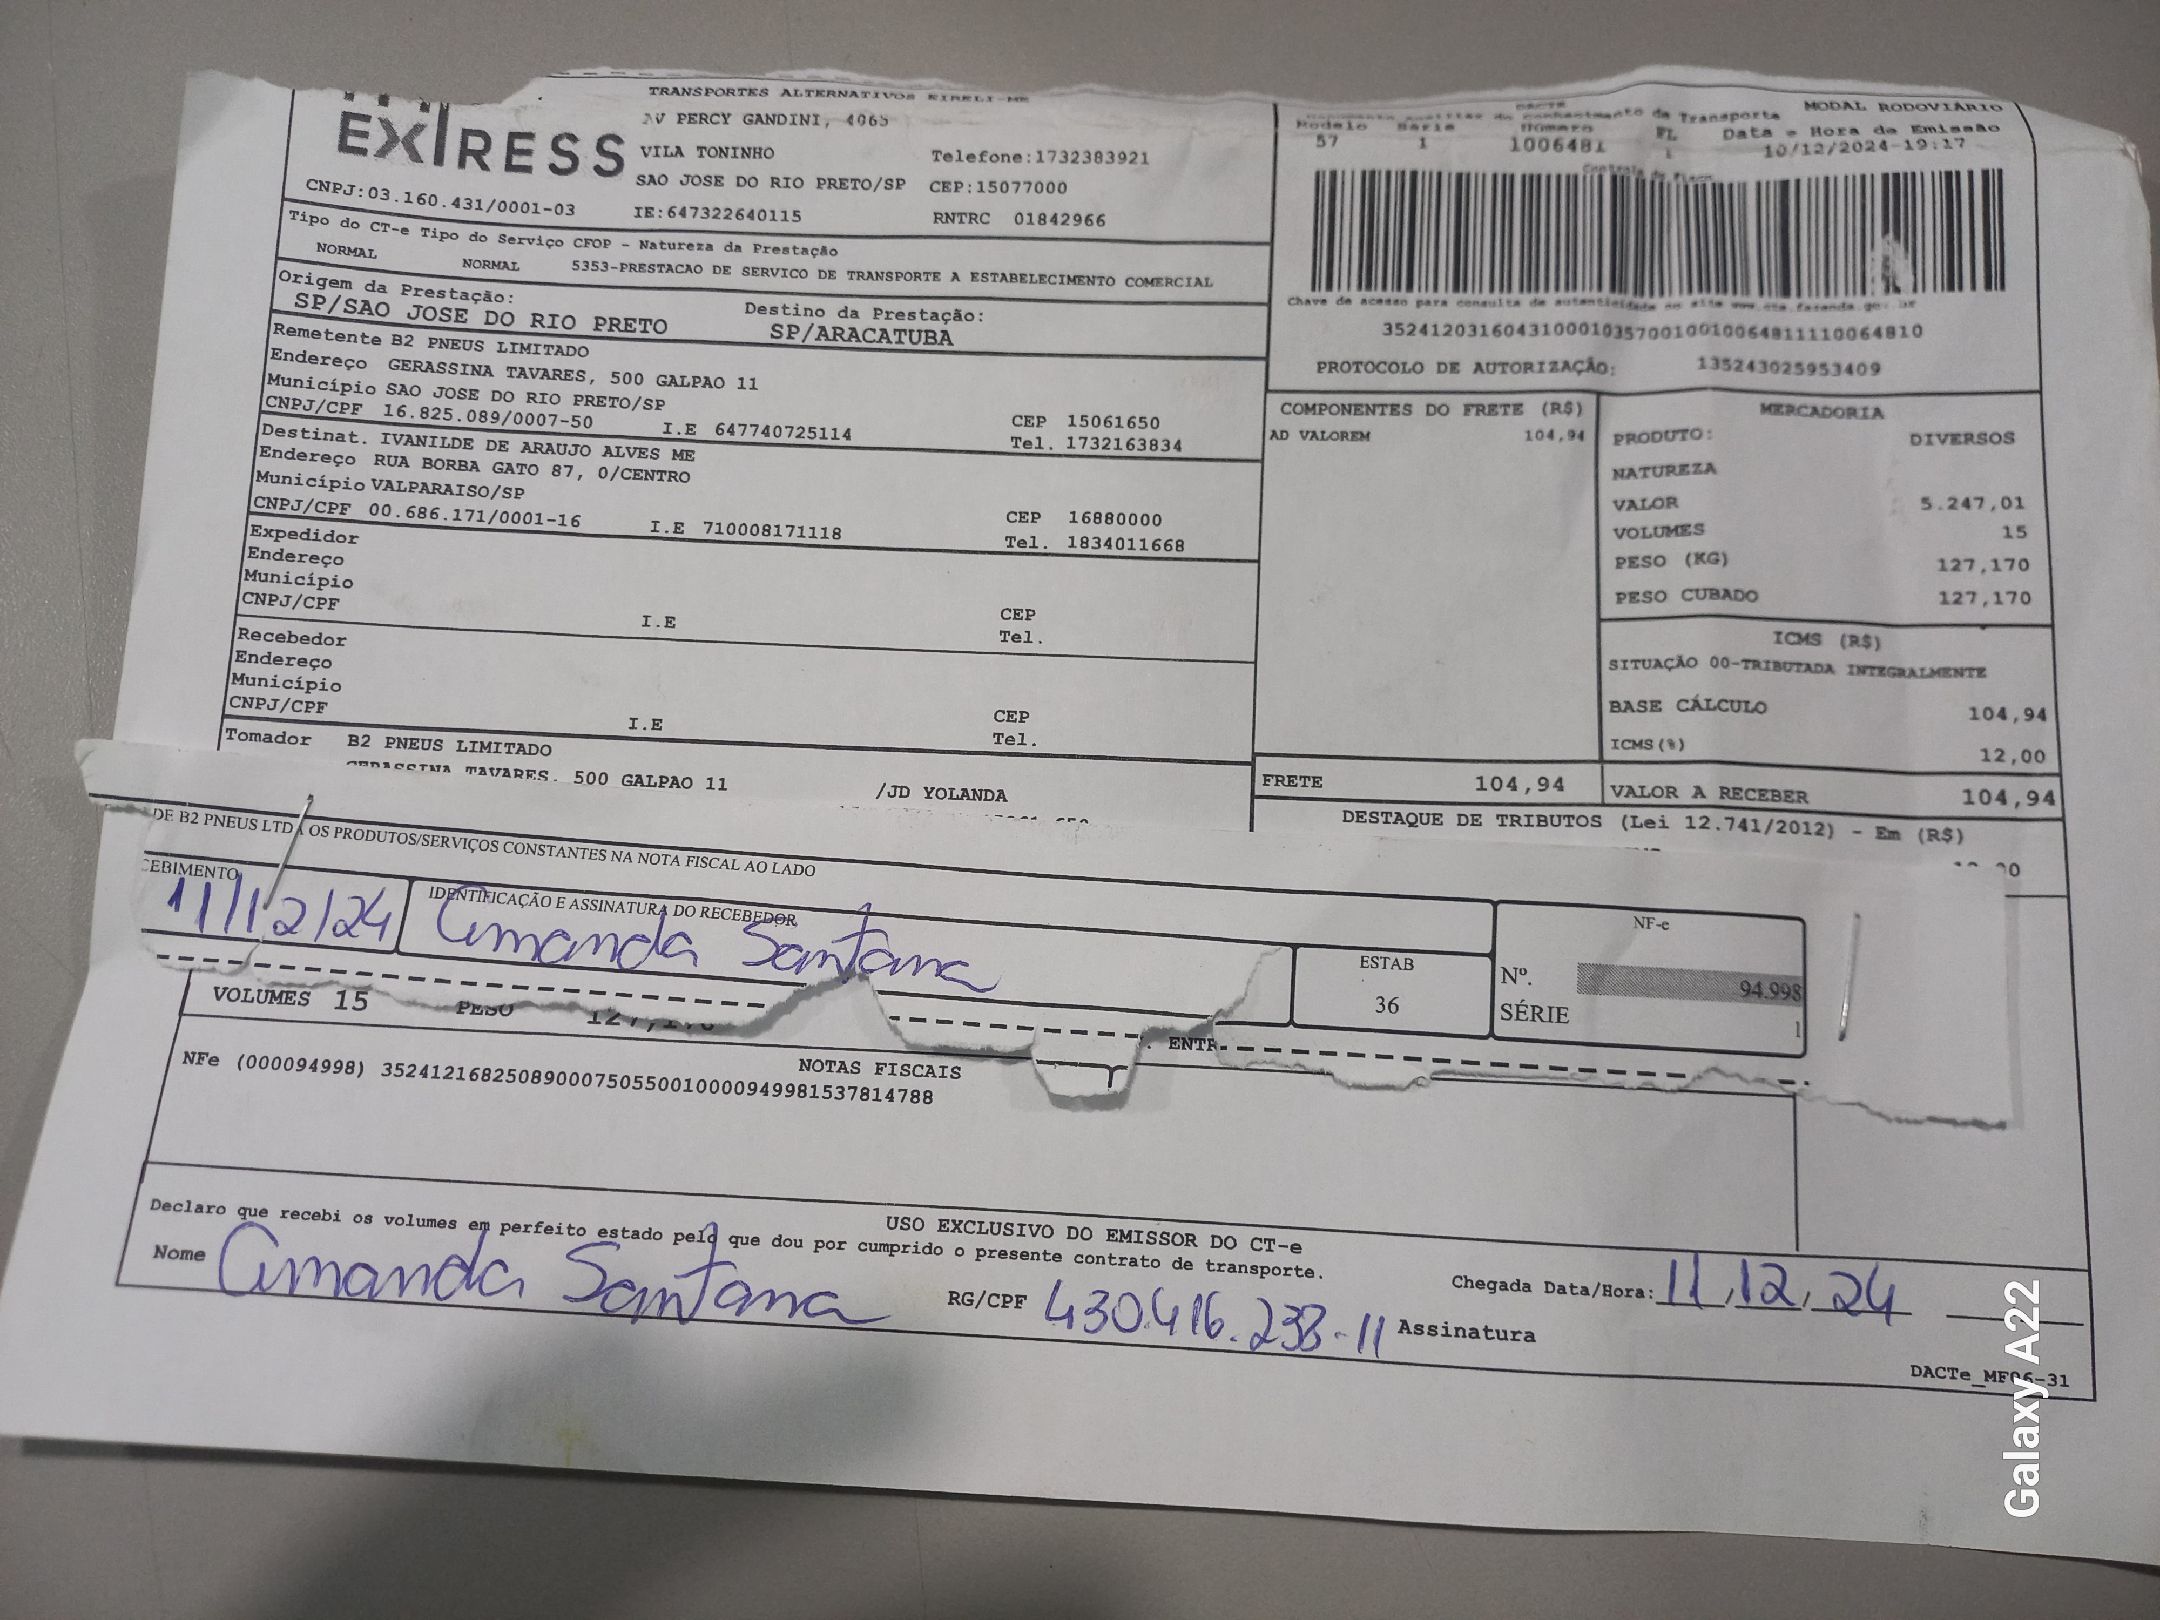 EXPRESS
TRANSPORTES ALTERNATIVOS EIRELI-ME
AV PERCY GANDINI, 4065
VILA TONINHO
Telefone:1732383921
SAO JOSE DO RIO PRETO/SP CEP:15077000
CNPJ:03.160.431/0001-03 IE:647322640115 RNTRC 01842966
Tipo do CT-e Tipo do Serviço CFOP - Natureza da Prestação
NORMAL NORMAL 5353-PRESTACAO DE SERVICO DE TRANSPORTE A ESTABELECIMENTO COMERCIAL
Origem da Prestação: Destino da Prestação:
SP/SAO JOSE DO RIO PRETO SP/ARACATUBA
Remetente B2 PNEUS LIMITADO
Endereço GERASSINA TAVARES, 500 GALPAO 11
Município SAO JOSE DO RIO PRETO/SP CEP 15061650
CNPJ/CPF 16.825.089/0007-50 I.E 647740725114 Tel. 1732163834
Destinat. IVANILDE DE ARAUJO ALVES ME
Endereço RUA BORBA GATO 87, 0/CENTRO
Município VALPARAISO/SP CEP 16880000
CNPJ/CPF 00.686.171/0001-16 I.E 710008171118 Tel. 1834011668
Expedidor
Endereço
Município CEP
CNPJ/CPF I.E Tel.
Recebedor
Endereço
Município CEP
CNPJ/CPF I.E Tel.
Tomador B2 PNEUS LIMITADO
GERASSINA TAVARES, 500 GALPAO 11 /JD YOLANDA
DACTE MODAL RODOVIÁRIO
do Conhecimento de Transporte
Modelo Série Número FL Data e Hora de Emissão
57 1 1006481 1 10/12/2024-19:17
Controle do Fisco
Chave de acesso para consulta de autenticidade no site www.cte.fazenda.gov.br
35241203160431000103570010010064811110064810
PROTOCOLO DE AUTORIZAÇÃO: 135243025953409
COMPONENTES DO FRETE (R$)
AD VALOREM 104,94
MERCADORIA
PRODUTO: DIVERSOS
NATUREZA
VALOR 5.247,01
VOLUMES 15
PESO (KG) 127,170
PESO CUBADO 127,170
ICMS (R$)
SITUAÇÃO 00-TRIBUTADA INTEGRALMENTE
BASE CÁLCULO 104,94
ICMS(%) 12,00
FRETE 104,94 VALOR A RECEBER 104,94
DESTAQUE DE TRIBUTOS (Lei 12.741/2012) - Em (R$)
DE B2 PNEUS LTDA OS PRODUTOS/SERVIÇOS CONSTANTES NA NOTA FISCAL AO LADO
CEBIMENTO IDENTIFICAÇÃO E ASSINATURA DO RECEBEDOR
11/12/24 Amanda Santana
ESTAB
36
NF-e
Nº. 94.998
SÉRIE 1
VOLUMES 15 PESO 127,170 ENTR
NOTAS FISCAIS
NFe (000094998) 35241216825089000750550010000949981537814788
USO EXCLUSIVO DO EMISSOR DO CT-e
Declaro que recebi os volumes em perfeito estado pelo que dou por cumprido o presente contrato de transporte.
Nome Amanda Santana RG/CPF 430.416.238-11 Assinatura
Chegada Data/Hora: 11,12,24
DACTe_MF06-31
Galaxy A22